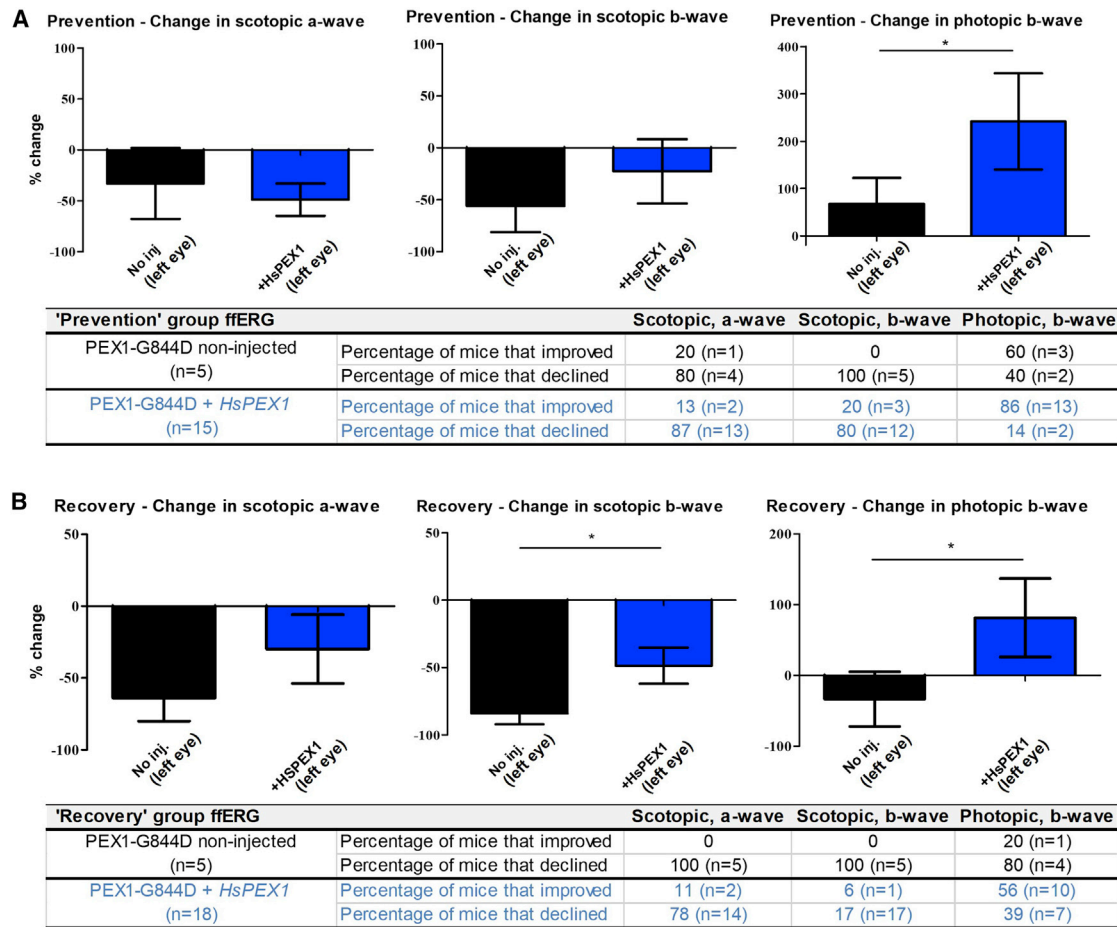 A
Prevention - Change in scotopic a-wave
Prevention - Change in scotopic b-wave
Prevention - Change in photopic b-wave
% change
100
50
0
-50
-100
No inj (left eye)
+HsPEX1 (left eye)
100
50
0
-50
-100
No inj. (left eye)
+HsPEX1 (left eye)
*
400
300
200
100
0
No inj. (left eye)
+HsPEX1 (left eye)
'Prevention' group ffERG Scotopic, a-wave Scotopic, b-wave Photopic, b-wave
PEX1-G844D non-injected Percentage of mice that improved 20 (n=1) 0 60 (n=3)
(n=5) Percentage of mice that declined 80 (n=4) 100 (n=5) 40 (n=2)
PEX1-G844D + HsPEX1 Percentage of mice that improved 13 (n=2) 20 (n=3) 86 (n=13)
(n=15) Percentage of mice that declined 87 (n=13) 80 (n=12) 14 (n=2)
B
Recovery - Change in scotopic a-wave
Recovery - Change in scotopic b-wave
Recovery - Change in photopic b-wave
% change
50
0
-50
-100
No inj. (left eye)
+HSPEX1 (left eye)
*
50
0
-50
-100
No inj. (left eye)
+HsPEX1 (left eye)
*
200
100
0
-100
No inj. (left eye)
+HsPEX1 (left eye)
'Recovery' group ffERG Scotopic, a-wave Scotopic, b-wave Photopic, b-wave
PEX1-G844D non-injected Percentage of mice that improved 0 0 20 (n=1)
(n=5) Percentage of mice that declined 100 (n=5) 100 (n=5) 80 (n=4)
PEX1-G844D + HsPEX1 Percentage of mice that improved 11 (n=2) 6 (n=1) 56 (n=10)
(n=18) Percentage of mice that declined 78 (n=14) 17 (n=17) 39 (n=7)